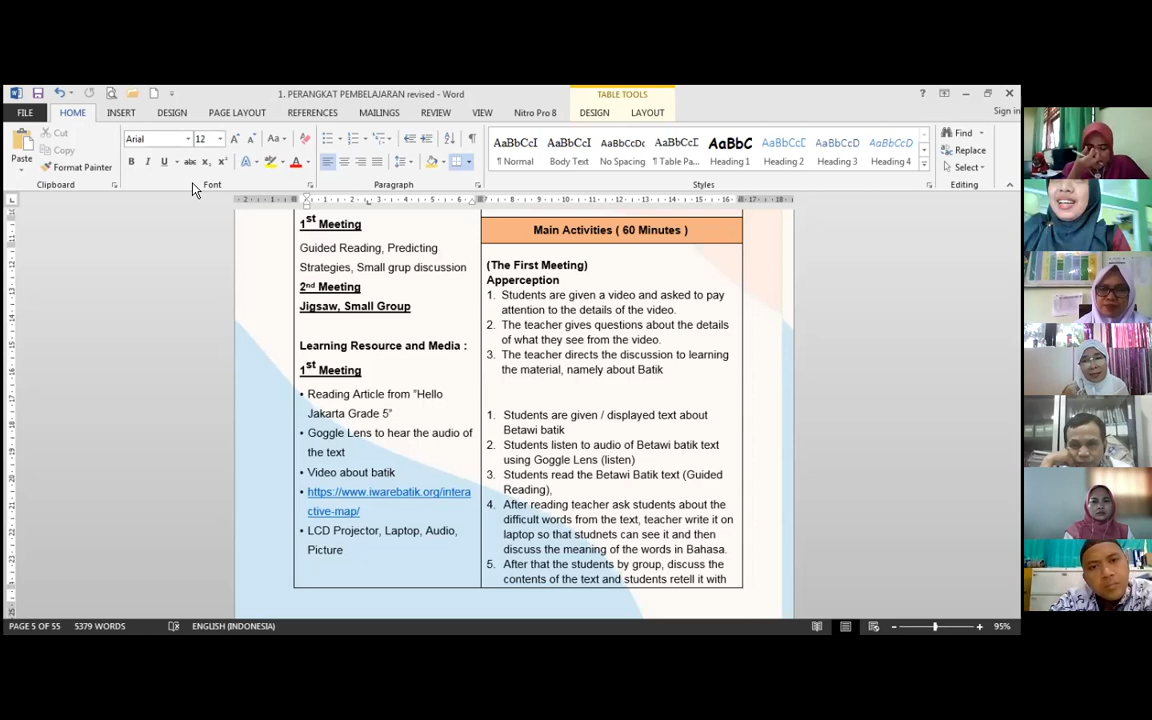 1. PERANGKAT PEMBELAJARAN revised - Word
TABLE TOOLS
Sign in
FILE HOME INSERT DESIGN PAGE LAYOUT REFERENCES MAILINGS REVIEW VIEW Nitro Pro 8 DESIGN LAYOUT
Cut
Copy
Format Painter
Paste
Clipboard
Arial 12
Font
Paragraph
AaBbCcI AaBbCcI AaBbCcDc AaBbCcI AaBbC AaBbCcD AaBbCcD AaBbCcD
¶ Normal Body Text No Spacing ¶ Table Pa... Heading 1 Heading 2 Heading 3 Heading 4
Styles
Find
Replace
Select
Editing
1st Meeting
Guided Reading, Predicting
Strategies, Small grup discussion
2nd Meeting
Jigsaw, Small Group
Learning Resource and Media :
1st Meeting
• Reading Article from "Hello
Jakarta Grade 5"
• Goggle Lens to hear the audio of
the text
• Video about batik
• https://www.iwarebatik.org/intera
ctive-map/
• LCD Projector, Laptop, Audio,
Picture
Main Activities ( 60 Minutes )
(The First Meeting)
Apperception
1. Students are given a video and asked to pay
attention to the details of the video.
2. The teacher gives questions about the details
of what they see from the video.
3. The teacher directs the discussion to learning
the material, namely about Batik
1. Students are given / displayed text about
Betawi batik
2. Students listen to audio of Betawi batik text
using Goggle Lens (listen)
3. Students read the Betawi Batik text (Guided
Reading),
4. After reading teacher ask students about the
difficult words from the text, teacher write it on
laptop so that studnets can see it and then
discuss the meaning of the words in Bahasa.
5. After that the students by group, discuss the
contents of the text and students retell it with
PAGE 5 OF 55 5379 WORDS ENGLISH (INDONESIA) 95%